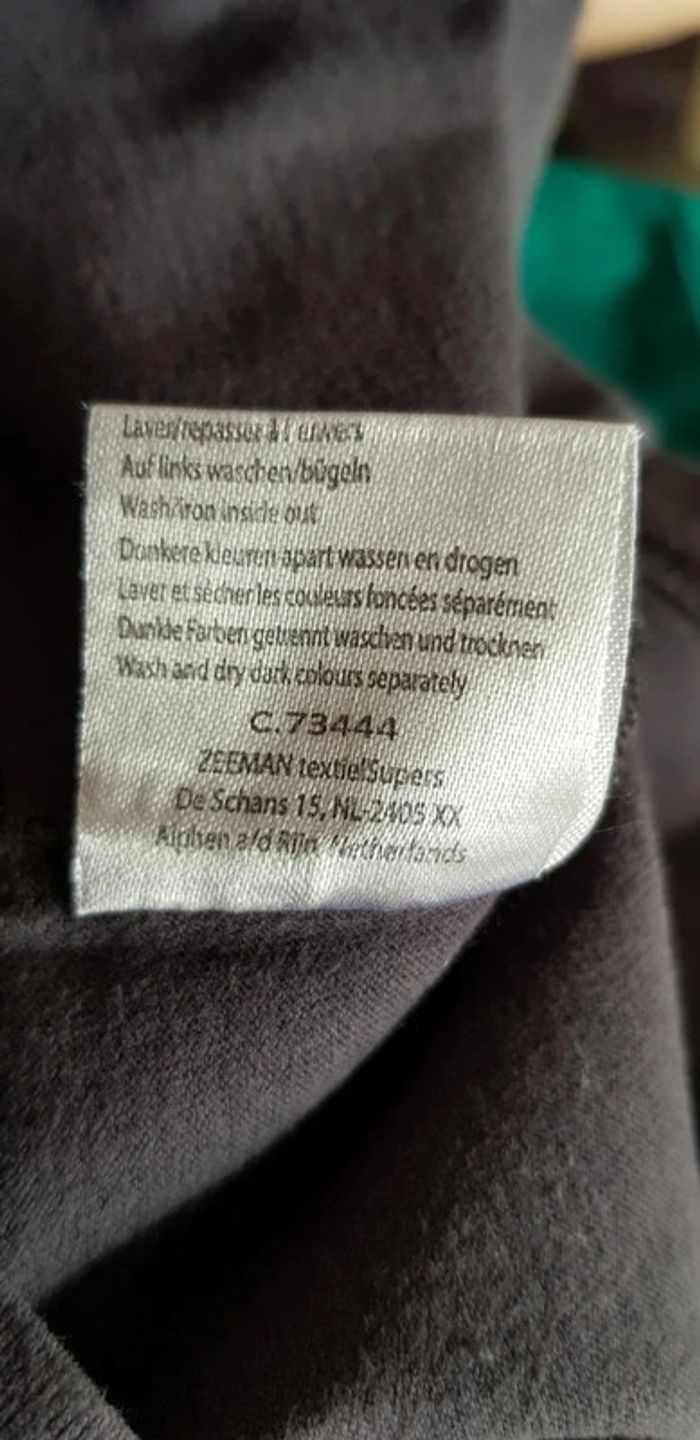 Laver/repasser à l'envers
Auf links waschen/bügeln
Wash/iron inside out
Donkere kleuren apart wassen en drogen
Laver et sécher les couleurs foncées séparément
Dunkle Farben getrennt waschen und trocknen
Wash and dry dark colours separately
C.73444
ZEEMAN textielSupers
De Schans 15, NL-2405 XX
Alphen a/d Rijn Netherlands